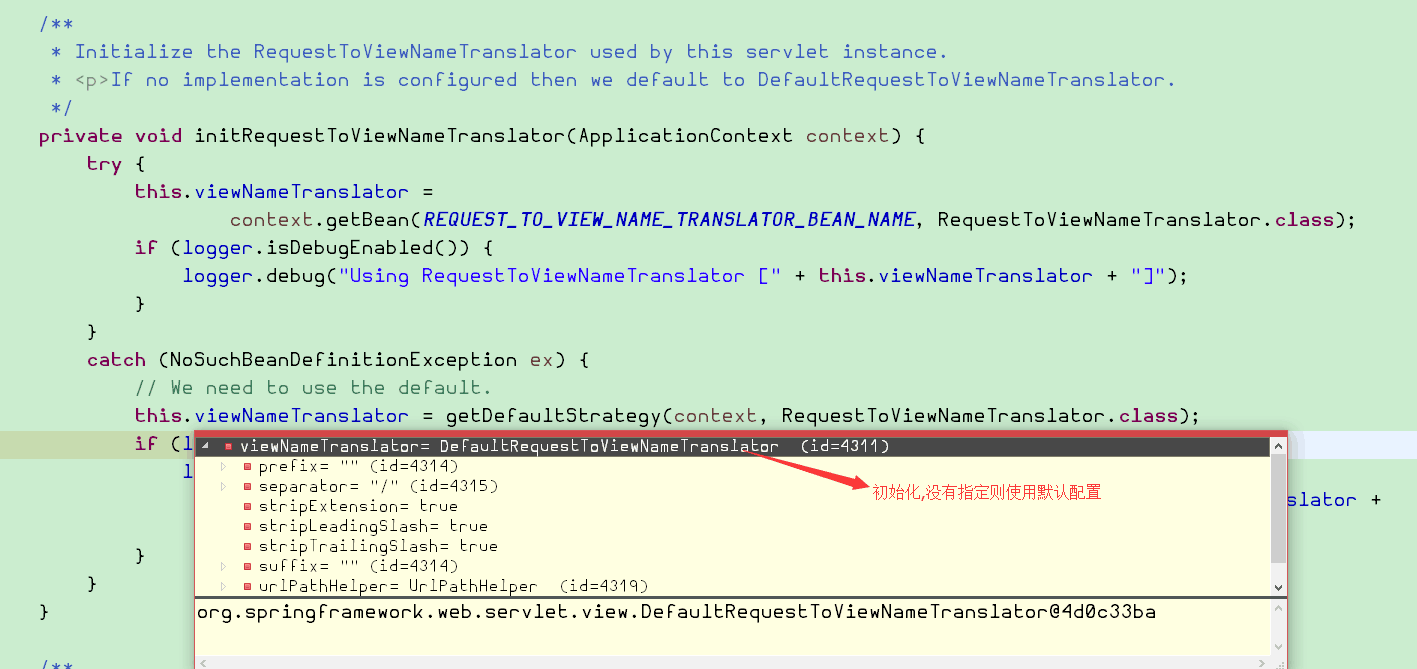 /**
* Initialize the RequestToViewNameTranslator used by this servlet instance.
* <p>If no implementation is configured then we default to DefaultRequestToViewNameTranslator.
*/
private void initRequestToViewNameTranslator(ApplicationContext context) {
try {
this.viewNameTranslator =
context.getBean(REQUEST_TO_VIEW_NAME_TRANSLATOR_BEAN_NAME, RequestToViewNameTranslator.class);
if (logger.isDebugEnabled()) {
logger.debug("Using RequestToViewNameTranslator [" + this.viewNameTranslator + "]");
}
}
catch (NoSuchBeanDefinitionException ex) {
// We need to use the default.
this.viewNameTranslator = getDefaultStrategy(context, RequestToViewNameTranslator.class);
if (l
viewNameTranslator= DefaultRequestToViewNameTranslator (id=4311)
prefix= "" (id=4314)
l
separator= "/" (id=4315)
初始化,没有指定则使用默认配置
slator +
stripExtension= true
stripLeadingSlash= true
stripTrailingSlash= true
}
suffix= "" (id=4314)
urlPathHelper= UrlPathHelper (id=4319)
}
org.springframework.web.servlet.view.DefaultRequestToViewNameTranslator@4d0c33ba
}
/**